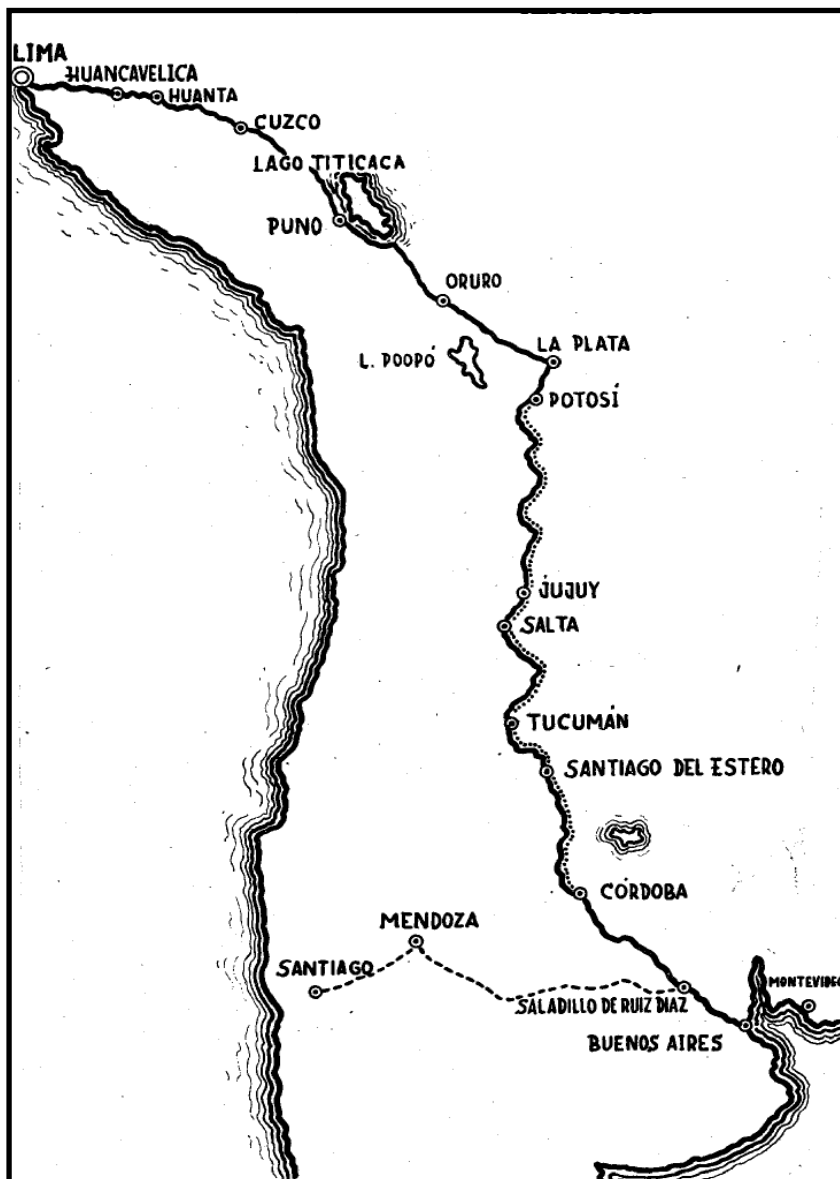 LIMA
HUANCAVELICA
HUANTA
CUZCO
LAGO TITICACA
PUNO
ORURO
LA PLATA
L. POOPÓ
POTOSÍ
JUJUY
SALTA
TUCUMÁN
SANTIAGO DEL ESTERO
CÓRDOBA
MENDOZA
SANTIAGO
MONTEVIDEO
SALADILLO DE RUIZ DIAZ
BUENOS AIRES